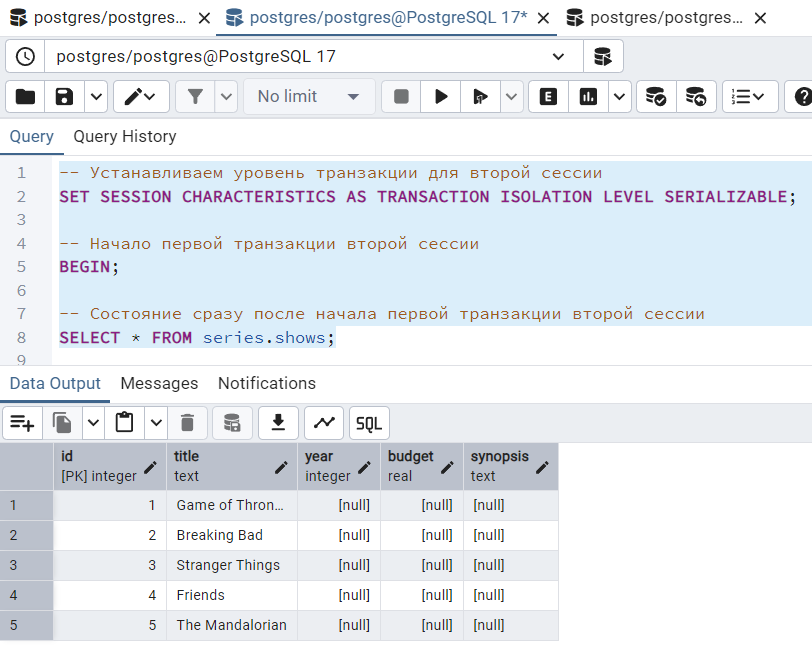 postgres/postgres... postgres/postgres@PostgreSQL 17* postgres/postgres...
postgres/postgres@PostgreSQL 17
No limit
Query Query History
1 -- Устанавливаем уровень транзакции для второй сессии
2 SET SESSION CHARACTERISTICS AS TRANSACTION ISOLATION LEVEL SERIALIZABLE;
3
4 -- Начало первой транзакции второй сессии
5 BEGIN;
6
7 -- Состояние сразу после начала первой транзакции второй сессии
8 SELECT * FROM series.shows;
9
Data Output Messages Notifications
SQL
id title year budget synopsis
[PK] integer text integer real text
1 1 Game of Thron... [null] [null] [null]
2 2 Breaking Bad [null] [null] [null]
3 3 Stranger Things [null] [null] [null]
4 4 Friends [null] [null] [null]
5 5 The Mandalorian [null] [null] [null]